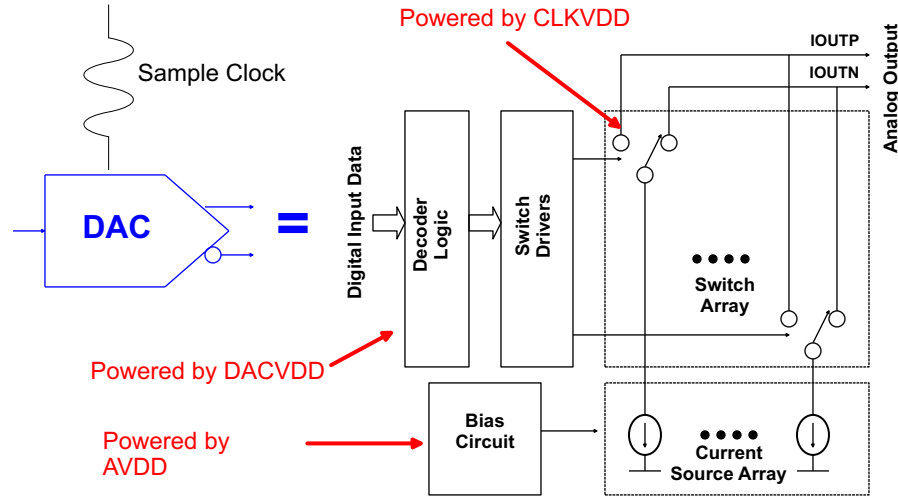 Powered by CLKVDD
IOUTP
IOUTN
Analog Output
Sample Clock
DAC
=
Digital Input Data
Decoder
Logic
Switch
Drivers
Switch
Array
Powered by DACVDD
Powered by
AVDD
Bias
Circuit
Current
Source Array